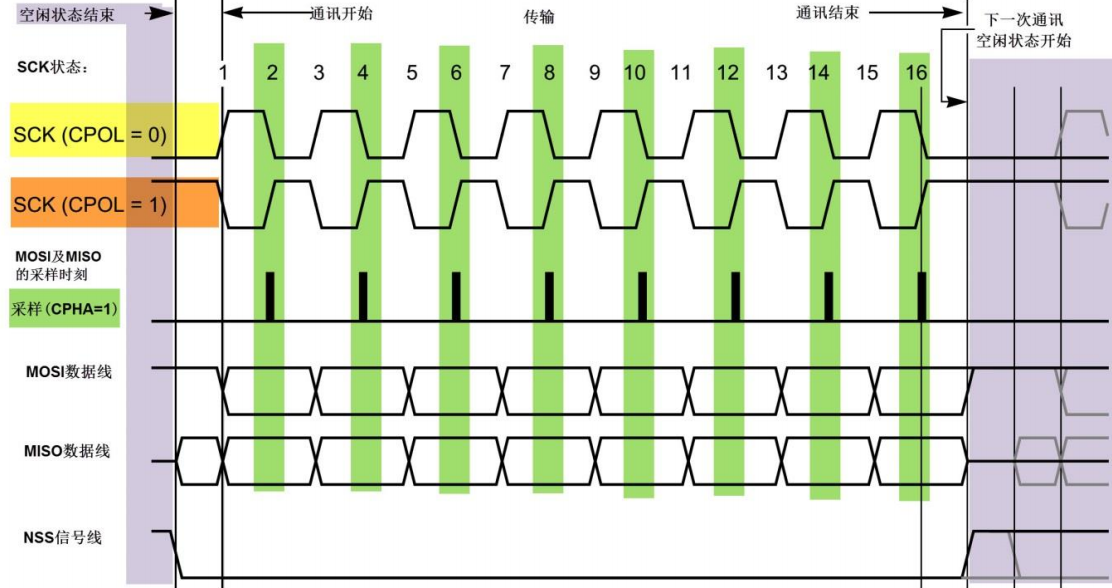 空闲状态结束
通讯开始
传输
通讯结束
下一次通讯
空闲状态开始
SCK状态:
1 2 3 4 5 6 7 8 9 10 11 12 13 14 15 16
SCK (CPOL = 0)
SCK (CPOL = 1)
MOSI及MISO
的采样时刻
采样(CPHA=1)
MOSI数据线
MISO数据线
NSS信号线